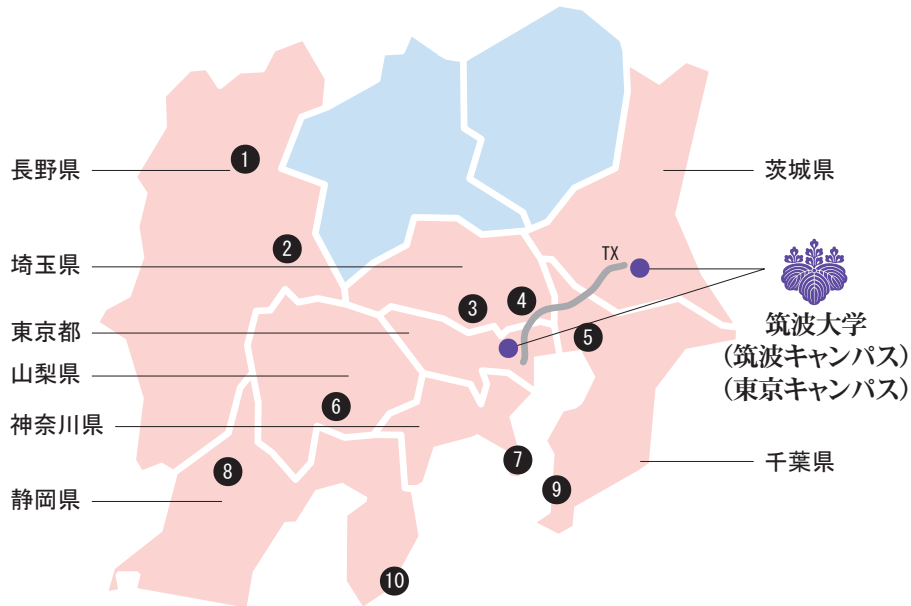 長野県
埼玉県
東京都
山梨県
神奈川県
静岡県
1
2
3
4
5
6
7
8
9
10
TX
茨城県
筑波大学
(筑波キャンパス)
(東京キャンパス)
千葉県